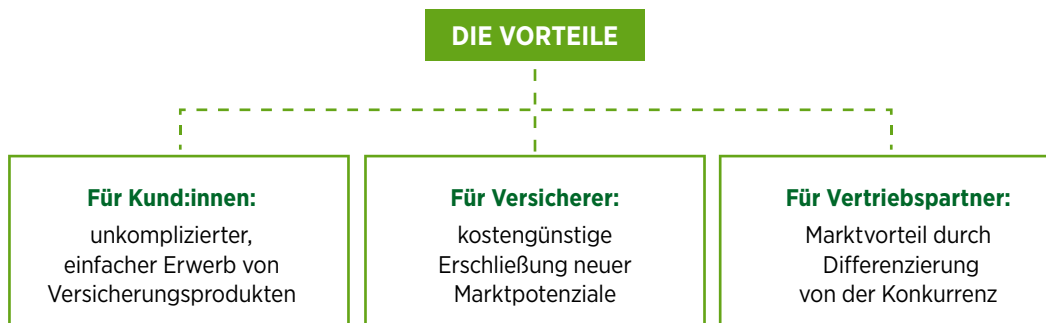 DIE VORTEILE
Für Kund:innen:
unkomplizierter,
einfacher Erwerb von
Versicherungsprodukten
Für Versicherer:
kostengünstige
Erschließung neuer
Marktpotenziale
Für Vertriebspartner:
Marktvorteil durch
Differenzierung
von der Konkurrenz